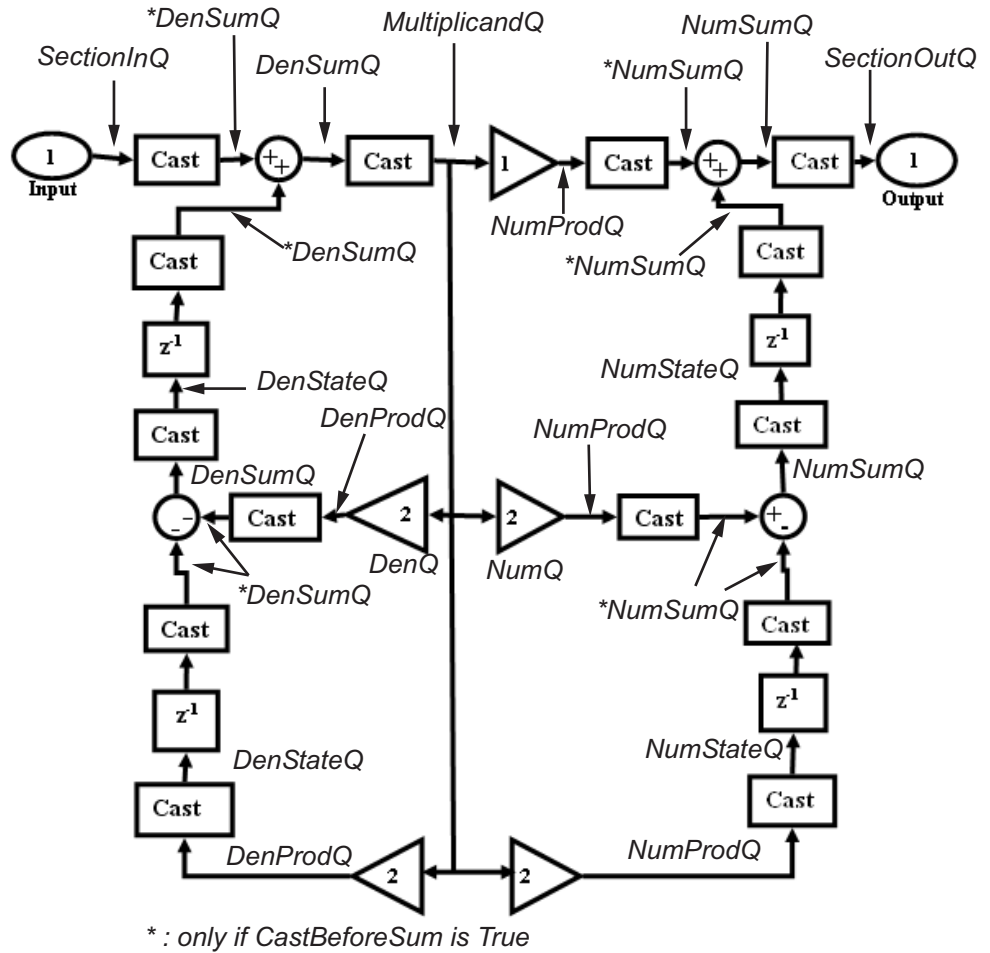 *DenSumQ
MultiplicandQ
NumSumQ
SectionInQ
DenSumQ
*NumSumQ
SectionOutQ
1
Input
Cast
++
Cast
1
Cast
++
Cast
1
Output
NumProdQ
*DenSumQ
*NumSumQ
Cast
Cast
z-1
z-1
DenStateQ
NumStateQ
DenProdQ
NumProdQ
Cast
Cast
DenSumQ
NumSumQ
--
Cast
2
2
Cast
+-
DenQ
NumQ
*DenSumQ
*NumSumQ
Cast
Cast
z-1
z-1
DenStateQ
NumStateQ
Cast
Cast
DenProdQ
2
2
NumProdQ
* : only if CastBeforeSum is True